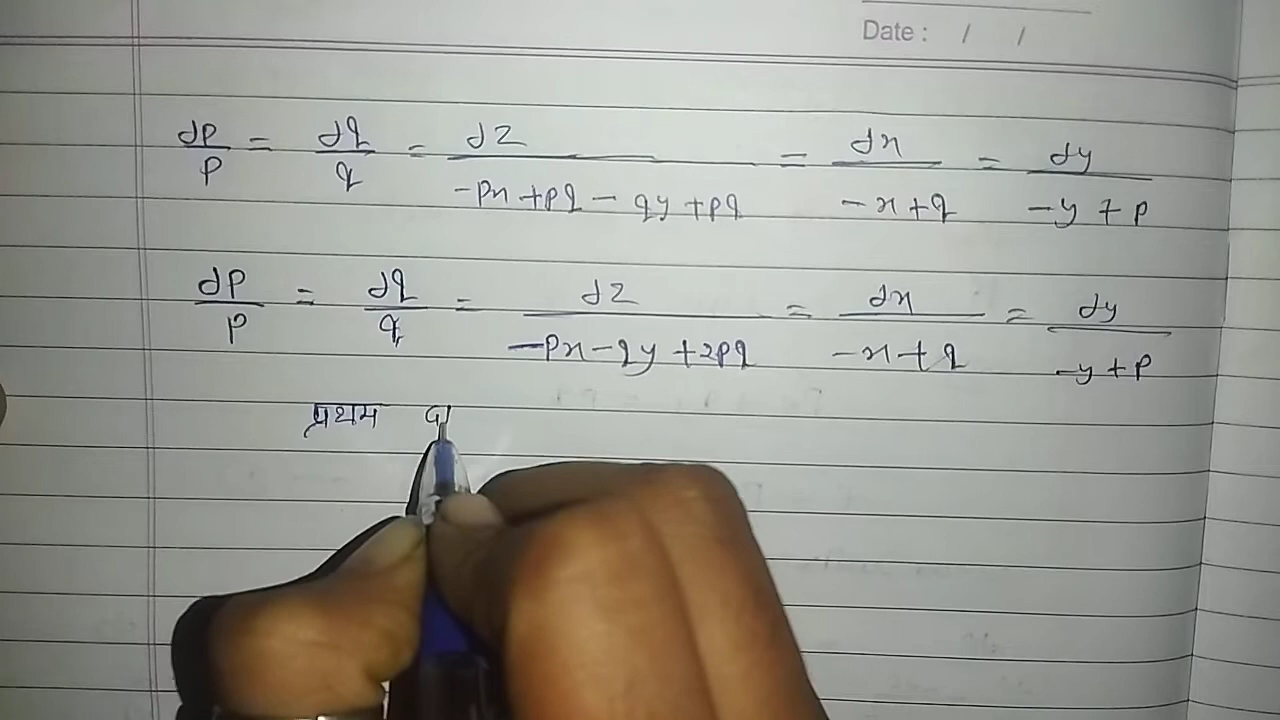 Date : / /
dp/p = dq/q = dz/(-px+pq-qy+pq) = dx/(-x+q) = dy/(-y+p)
dp/p = dq/q = dz/(-px-qy+2pq) = dx/(-x+q) = dy/(-y+p)
प्रथम